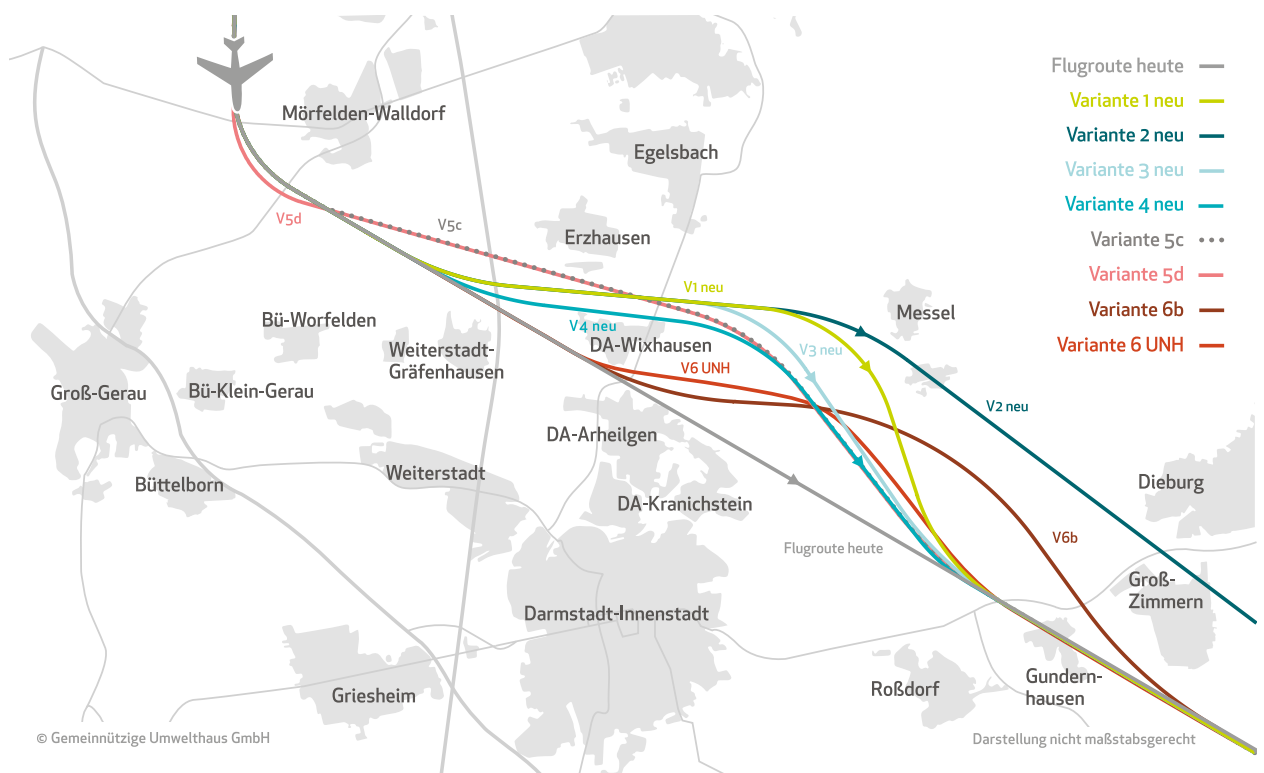 Flugroute heute
Variante 1 neu
Variante 2 neu
Variante 3 neu
Variante 4 neu
Variante 5c
Variante 5d
Variante 6b
Variante 6 UNH
Mörfelden-Walldorf
Egelsbach
V5d
V5c
Erzhausen
V1 neu
Messel
Bü-Worfelden
V4 neu
DA-Wixhausen
V3 neu
Weiterstadt-
Gräfenhausen
V6 UNH
Groß-Gerau
Bü-Klein-Gerau
V2 neu
DA-Arheilgen
Büttelborn
Weiterstadt
Dieburg
DA-Kranichstein
Flugroute heute
V6b
Groß-
Zimmern
Darmstadt-Innenstadt
Griesheim
Roßdorf
Gundern-
hausen
© Gemeinnützige Umwelthaus GmbH
Darstellung nicht maßstabsgerecht